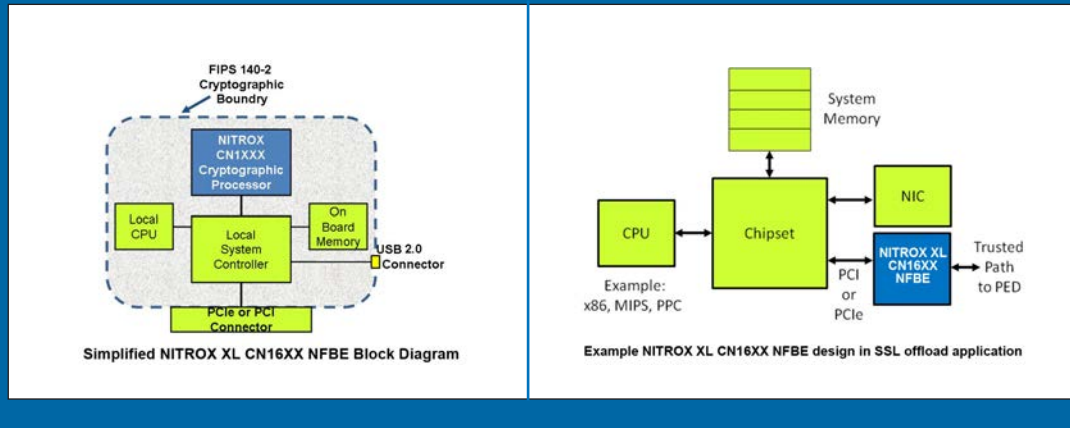 FIPS 140-2
Cryptographic
Boundry
NITROX
CN1XXX
Cryptographic
Processor
Local
CPU
Local
System
Controller
On
Board
Memory
USB 2.0
Connector
PCIe or PCI
Connector
Simplified NITROX XL CN16XX NFBE Block Diagram
System
Memory
CPU
Chipset
NIC
NITROX XL
CN16XX
NFBE
Trusted
Path
to PED
PCI
or
PCIe
Example:
x86, MIPS, PPC
Example NITROX XL CN16XX NFBE design in SSL offload application